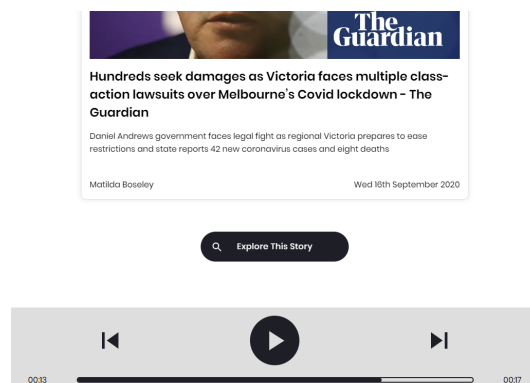 The
Guardian
Hundreds seek damages as Victoria faces multiple class-
action lawsuits over Melbourne's Covid lockdown - The
Guardian
Daniel Andrews government faces legal fight as regional Victoria prepares to ease
restrictions and state reports 42 new coronavirus cases and eight deaths
Matilda Boseley Wed 16th September 2020
Explore This Story
00:13 00:17